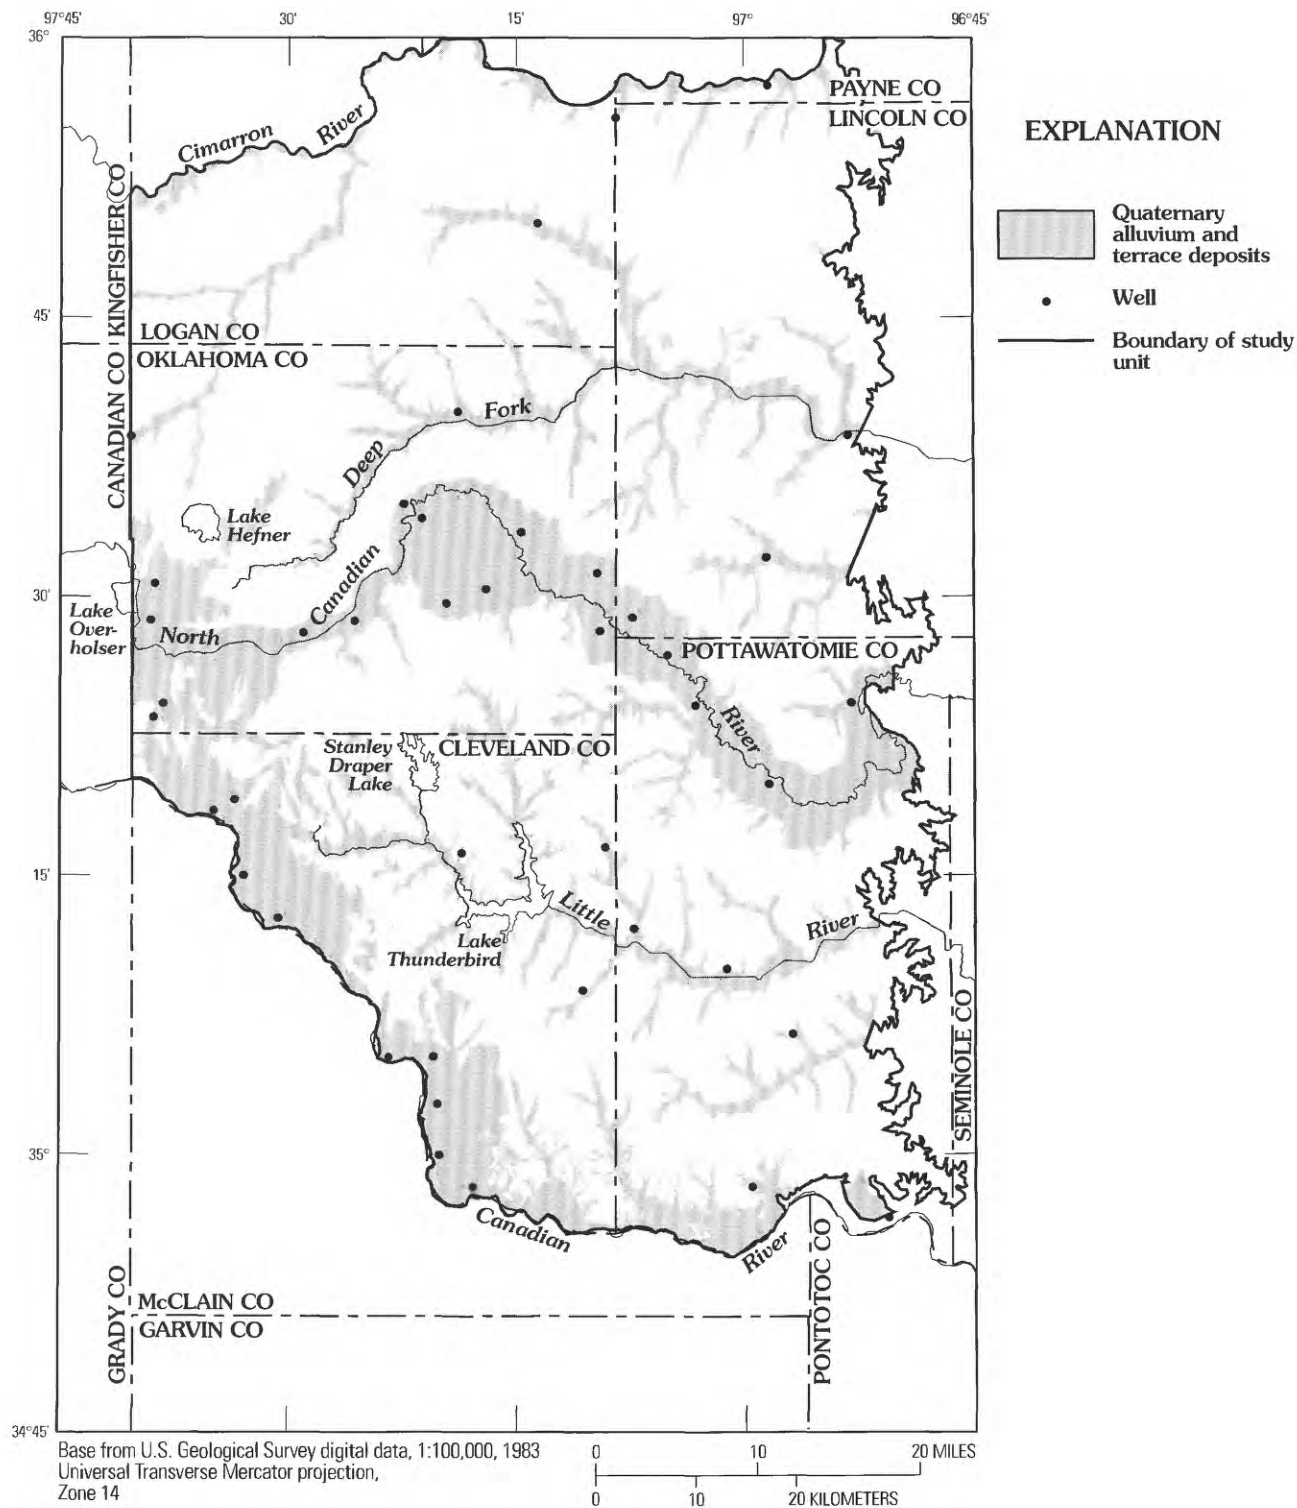 97°45'
30'
15'
97°
96°45'
36°
PAYNE CO
LINCOLN CO
Cimarron River
EXPLANATION
Quaternary
alluvium and
terrace deposits
Well
Boundary of study
unit
KINGFISHER CO
CANADIAN CO
45'
LOGAN CO
OKLAHOMA CO
Deep Fork
Lake
Hefner
30'
Lake
Over-
holser
North Canadian River
POTTAWATOMIE CO
Stanley
Draper
Lake
CLEVELAND CO
15'
Little River
Lake
Thunderbird
SEMINOLE CO
35°
Canadian River
GRADY CO
McCLAIN CO
GARVIN CO
PONTOTOC CO
34°45'
Base from U.S. Geological Survey digital data, 1:100,000, 1983
Universal Transverse Mercator projection,
Zone 14
0 10 20 MILES
0 10 20 KILOMETERS